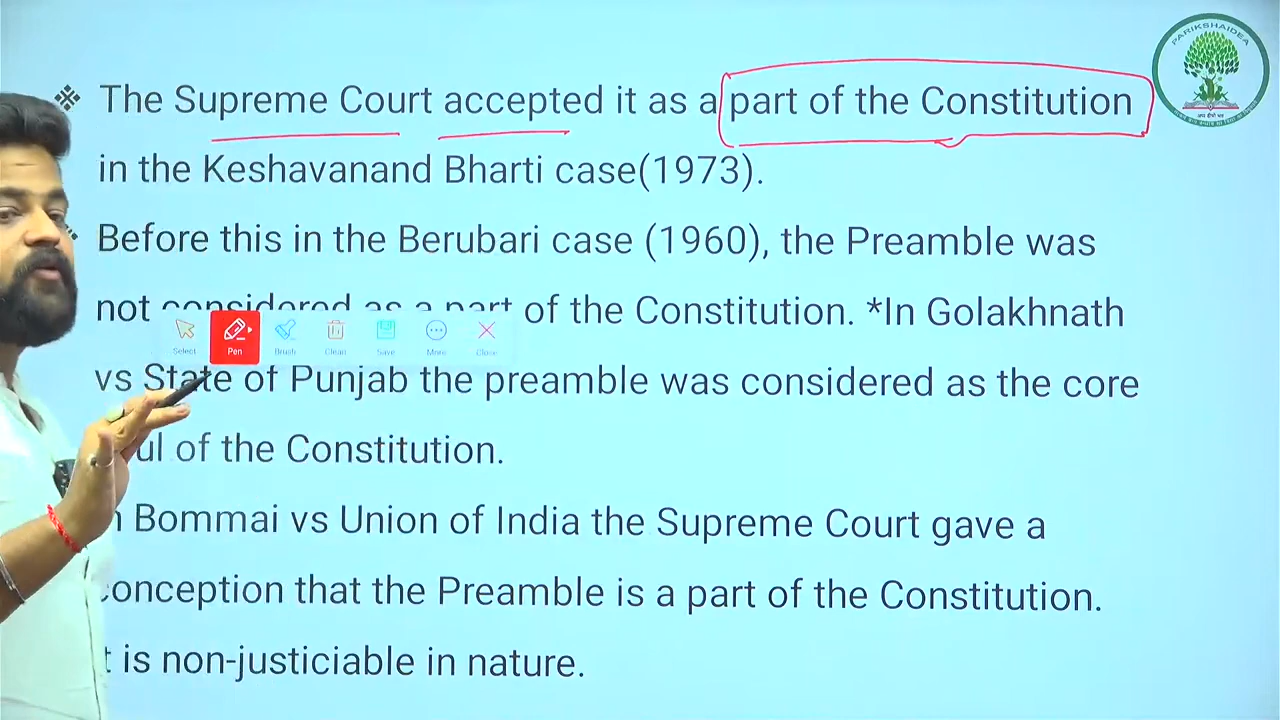 PARIKSHAIDEA
The Supreme Court accepted it as a part of the Constitution
in the Keshavanand Bharti case(1973).
Before this in the Berubari case (1960), the Preamble was
not considered as a part of the Constitution. *In Golakhnath
Select Pen Brush Clean Save More Close
vs State of Punjab the preamble was considered as the core
ul of the Constitution.
Bommai vs Union of India the Supreme Court gave a
onception that the Preamble is a part of the Constitution.
t is non-justiciable in nature.